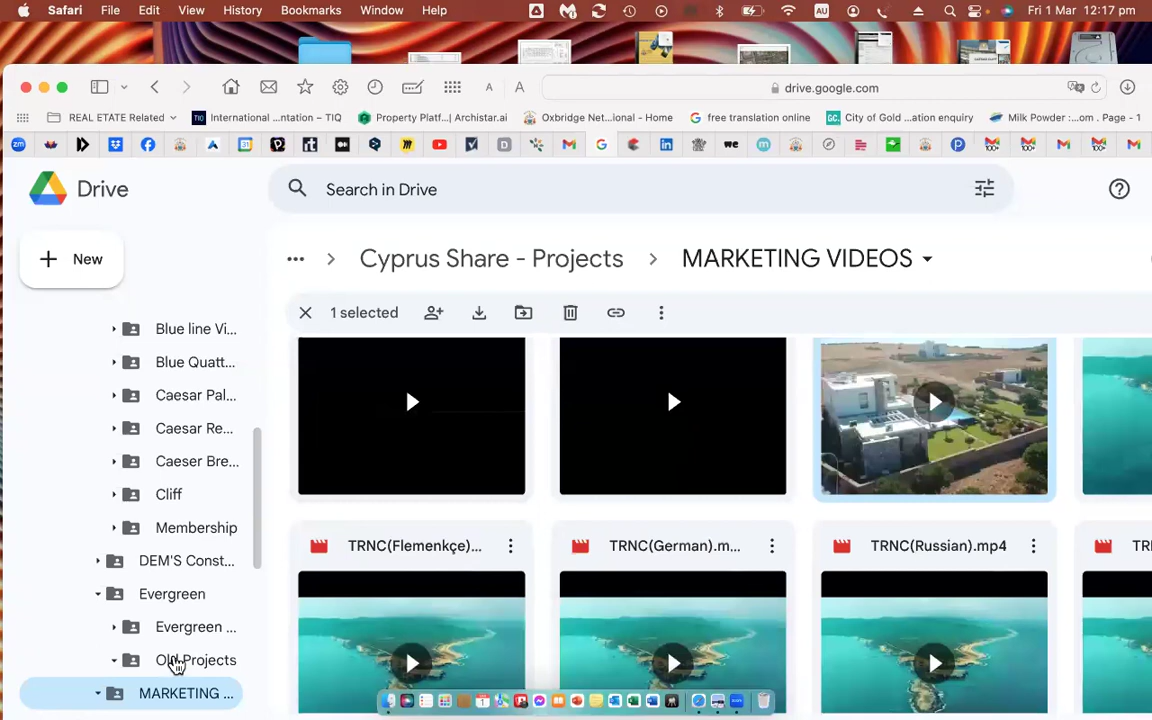 Safari File Edit View History Bookmarks Window Help AU Fri 1 Mar 12:17 pm
A A drive.google.com
REAL ETATE Related International ...ntation – TIQ Property Platf...| Archistar.ai Oxbridge Net...ional - Home free translation online City of Gold ...ation enquiry Milk Powder :...om . Page - 1
Drive
Search in Drive
New
Cyprus Share - Projects MARKETING VIDEOS
1 selected
Blue line Vi...
Blue Quatt...
Caesar Pal...
Caesar Re...
Caeser Bre...
Cliff
Membership
DEM'S Const...
Evergreen
Evergreen ...
Old Projects
MARKETING ...
TRNC(Flemenkçe)...
TRNC(German).m...
TRNC(Russian).mp4